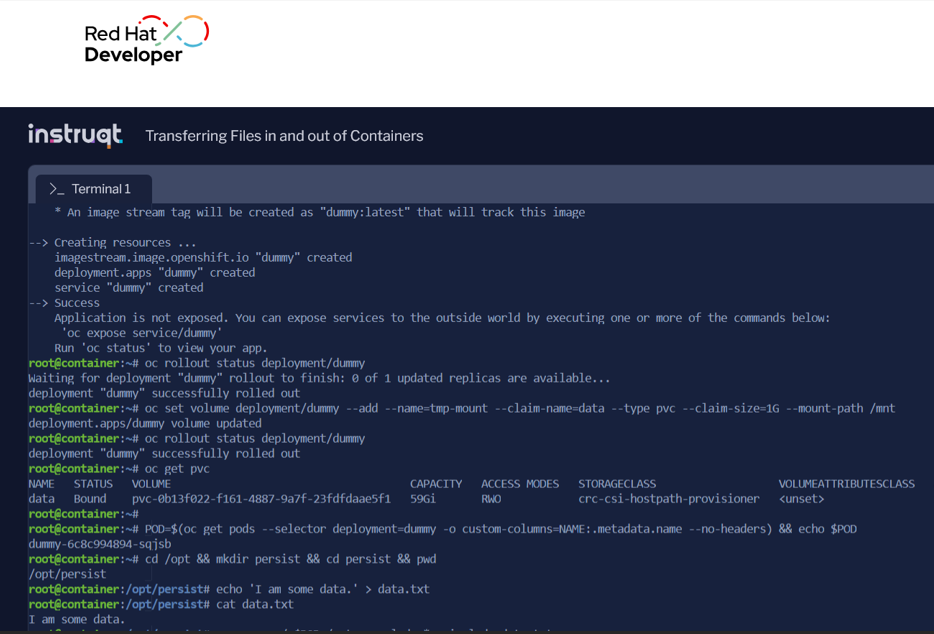 Red Hat
Developer
instruqt
Transferring Files in and out of Containers
>_ Terminal 1
* An image stream tag will be created as "dummy:latest" that will track this image
--> Creating resources ...
imagestream.image.openshift.io "dummy" created
deployment.apps "dummy" created
service "dummy" created
--> Success
Application is not exposed. You can expose services to the outside world by executing one or more of the commands below:
'oc expose service/dummy'
Run 'oc status' to view your app.
root@container:~# oc rollout status deployment/dummy
Waiting for deployment "dummy" rollout to finish: 0 of 1 updated replicas are available...
deployment "dummy" successfully rolled out
root@container:~# oc set volume deployment/dummy --add --name=tmp-mount --claim-name=data --type pvc --claim-size=1G --mount-path /mnt
deployment.apps/dummy volume updated
root@container:~# oc rollout status deployment/dummy
deployment "dummy" successfully rolled out
root@container:~# oc get pvc
NAME STATUS VOLUME CAPACITY ACCESS MODES STORAGECLASS VOLUMEATTRIBUTESCLASS
data Bound pvc-0b13f022-f161-4887-9a7f-23fdfdaae5f1 59Gi RWO crc-csi-hostpath-provisioner <unset>
root@container:~#
root@container:~# POD=$(oc get pods --selector deployment=dummy -o custom-columns=NAME:.metadata.name --no-headers) && echo $POD
dummy-6c8c994894-sqjsb
root@container:~# cd /opt && mkdir persist && cd persist && pwd
/opt/persist
root@container:/opt/persist# echo 'I am some data.' > data.txt
root@container:/opt/persist# cat data.txt
I am some data.